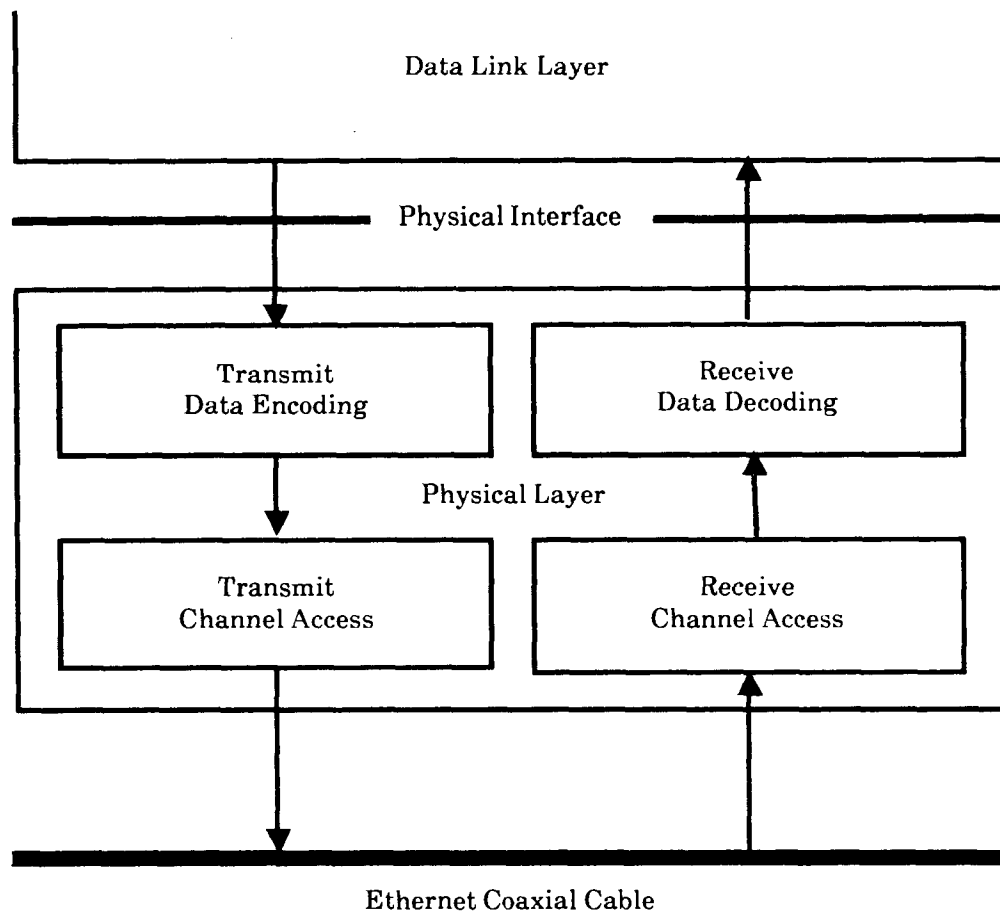 Data Link Layer
Physical Interface
Transmit
Data Encoding
Receive
Data Decoding
Physical Layer
Transmit
Channel Access
Receive
Channel Access
Ethernet Coaxial Cable